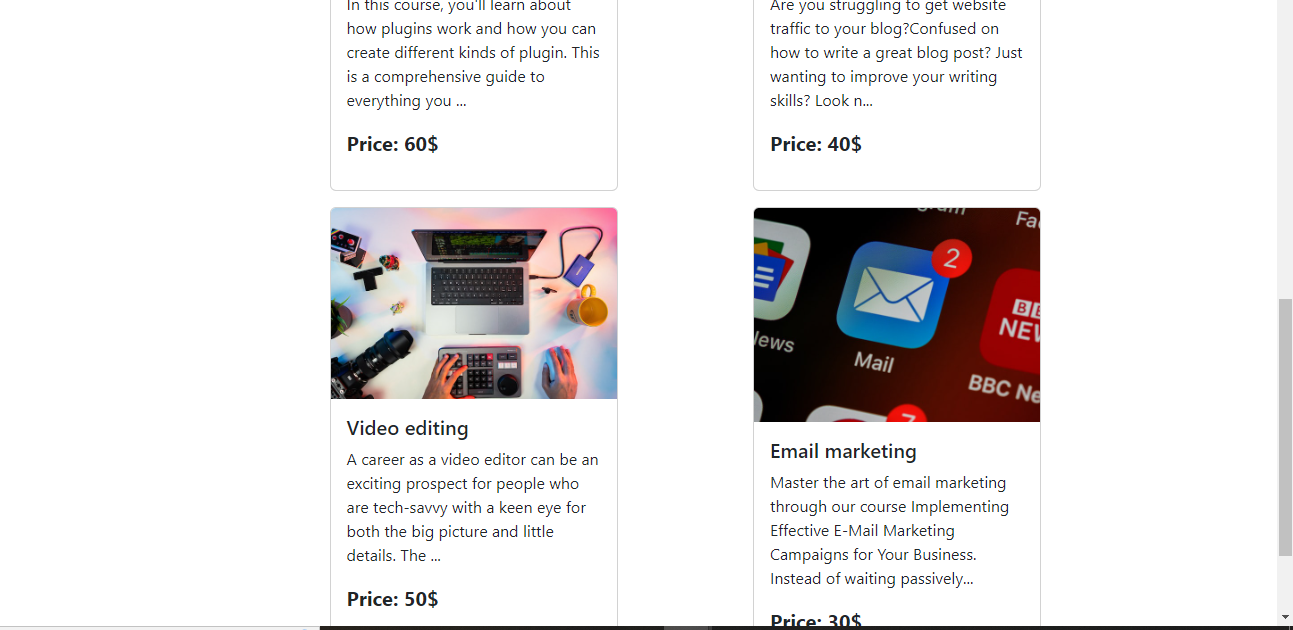 In this course, you'll learn about
how plugins work and how you can
create different kinds of plugin. This
is a comprehensive guide to
everything you ...
Price: 60$
Are you struggling to get website
traffic to your blog?Confused on
how to write a great blog post? Just
wanting to improve your writing
skills? Look n...
Price: 40$
Video editing
A career as a video editor can be an
exciting prospect for people who
are tech-savvy with a keen eye for
both the big picture and little
details. The ...
Price: 50$
2
Mail
BBC Ne
7
Email marketing
Master the art of email marketing
through our course Implementing
Effective E-Mail Marketing
Campaigns for Your Business.
Instead of waiting passively...
Price: 30$